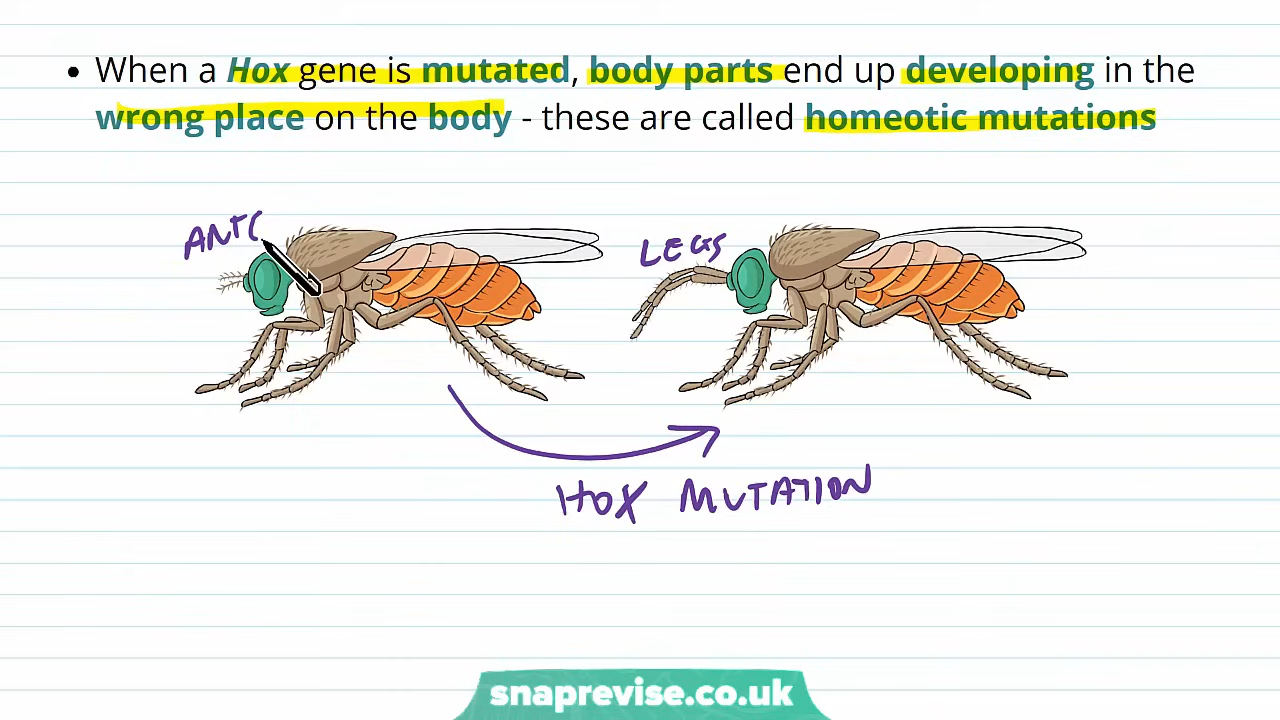 When a Hox gene is mutated, body parts end up developing in the
wrong place on the body - these are called homeotic mutations
ANT
LEGS
HOX MUTATION
snaprevise.co.uk